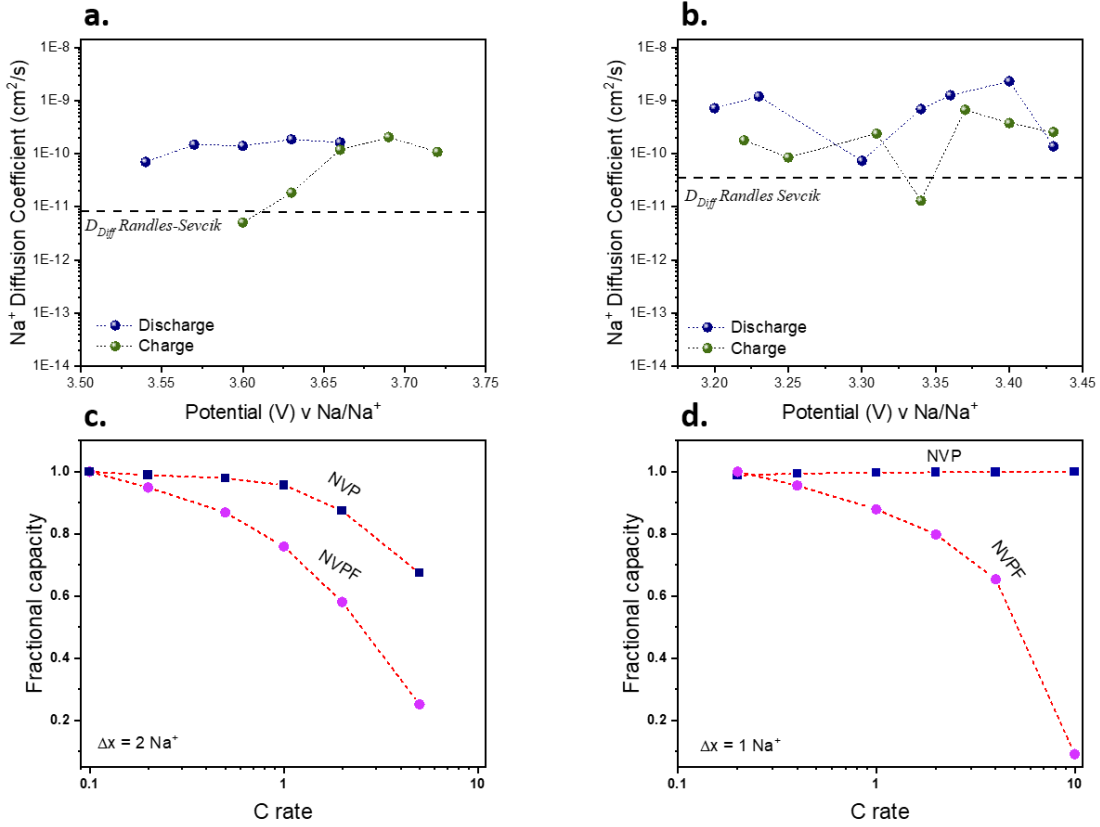 a.
1E-8
1E-9
1E-10
1E-11
1E-12
1E-13
1E-14
Na⁺ Diffusion Coefficient (cm²/s)
D_Diff Randles-Sevcik
Discharge
Charge
3.50 3.55 3.60 3.65 3.70 3.75
Potential (V) v Na/Na⁺
b.
1E-8
1E-9
1E-10
1E-11
1E-12
1E-13
1E-14
Na⁺ Diffusion Coefficient (cm²/s)
D_Diff Randles Sevcik
Discharge
Charge
3.20 3.25 3.30 3.35 3.40 3.45
Potential (V) v Na/Na⁺
c.
1.0
0.8
0.6
0.4
0.2
Fractional capacity
NVP
NVPF
Δx = 2 Na⁺
0.1 1 10
C rate
d.
1.0
0.8
0.6
0.4
0.2
Fractional capacity
NVP
NVPF
Δx = 1 Na⁺
0.1 1 10
C rate